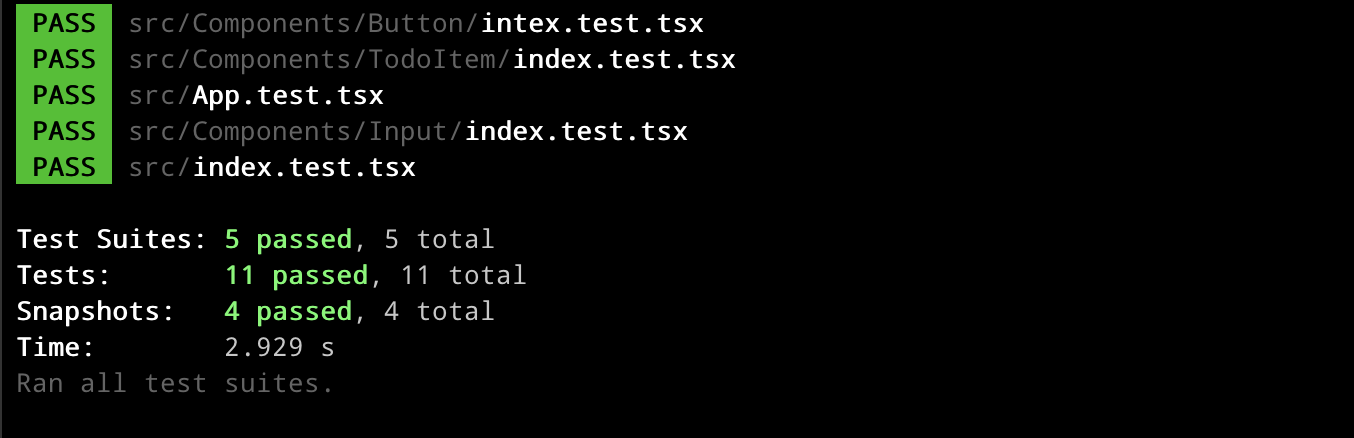 PASS src/Components/Button/intex.test.tsx
PASS src/Components/TodoItem/index.test.tsx
PASS src/App.test.tsx
PASS src/Components/Input/index.test.tsx
PASS src/index.test.tsx
Test Suites: 5 passed, 5 total
Tests: 11 passed, 11 total
Snapshots: 4 passed, 4 total
Time: 2.929 s
Ran all test suites.